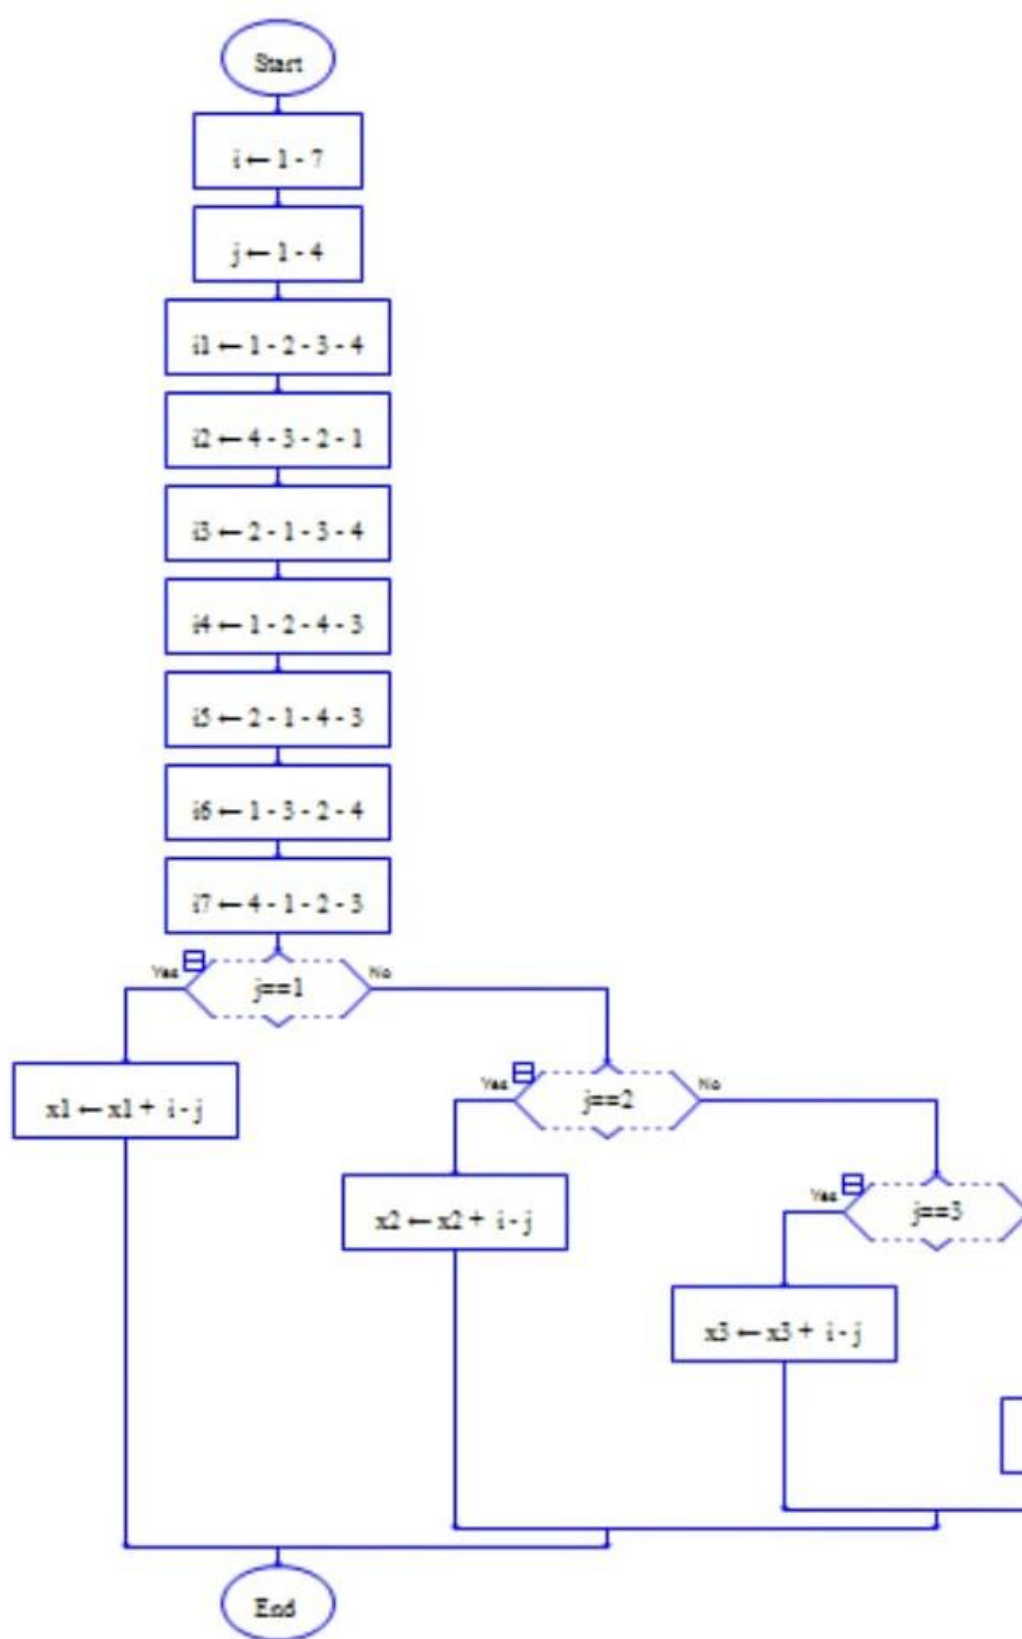 Start
i ← 1 - 7
j ← 1 - 4
i1 ← 1 - 2 - 3 - 4
i2 ← 4 - 3 - 2 - 1
i3 ← 2 - 1 - 3 - 4
i4 ← 1 - 2 - 4 - 3
i5 ← 2 - 1 - 4 - 3
i6 ← 1 - 3 - 2 - 4
i7 ← 4 - 1 - 2 - 3
Yes
j==1
No
x1 ← x1 + i - j
Yes
j==2
No
x2 ← x2 + i - j
Yes
j==3
x3 ← x3 + i - j
End